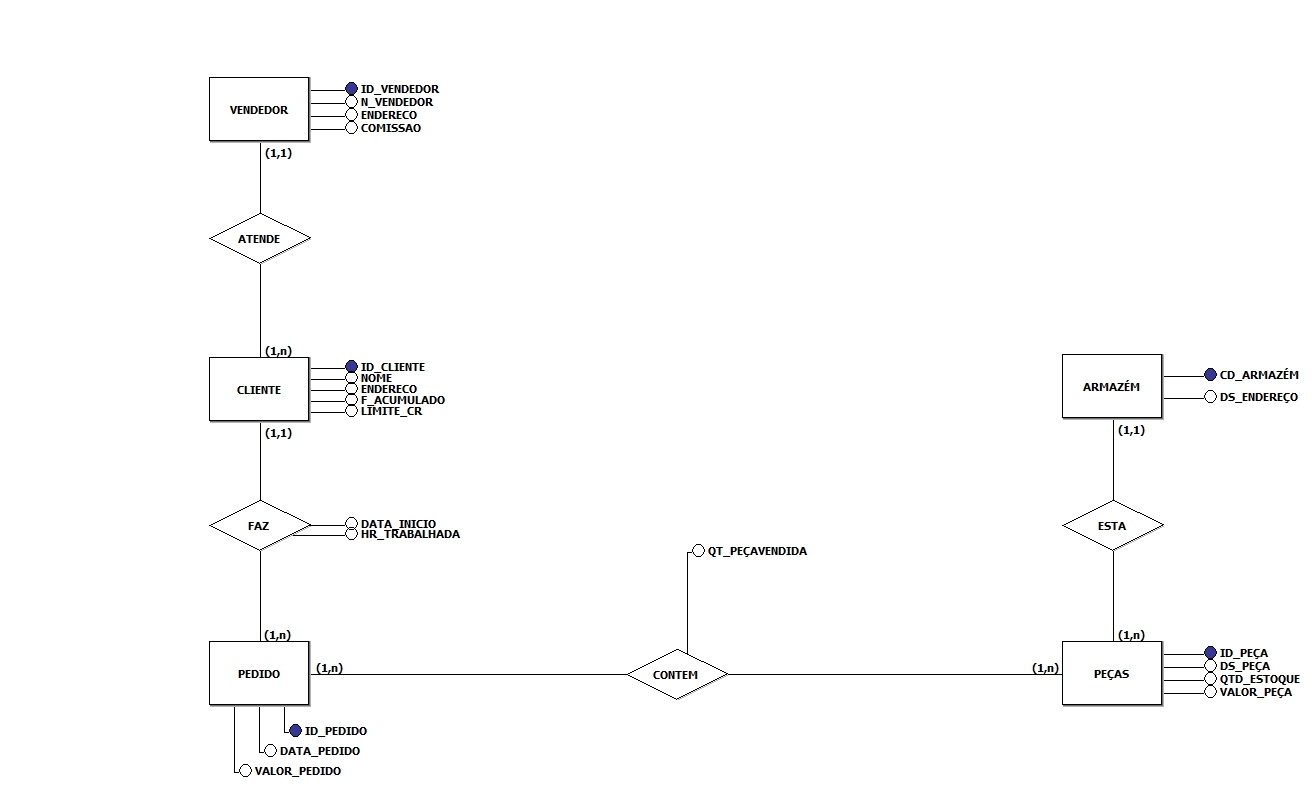 VENDEDOR
ID_VENDEDOR
N_VENDEDOR
ENDERECO
COMISSAO
(1,1)
ATENDE
(1,n)
CLIENTE
ID_CLIENTE
NOME
ENDERECO
F_ACUMULADO
LIMITE_CR
(1,1)
FAZ
DATA_INICIO
HR_TRABALHADA
(1,n)
PEDIDO
(1,n)
ID_PEDIDO
DATA_PEDIDO
VALOR_PEDIDO
QT_PEÇAVENDIDA
CONTEM
(1,n)
ARMAZÉM
CD_ARMAZÉM
DS_ENDEREÇO
(1,1)
ESTA
(1,n)
PEÇAS
ID_PEÇA
DS_PEÇA
QTD_ESTOQUE
VALOR_PEÇA